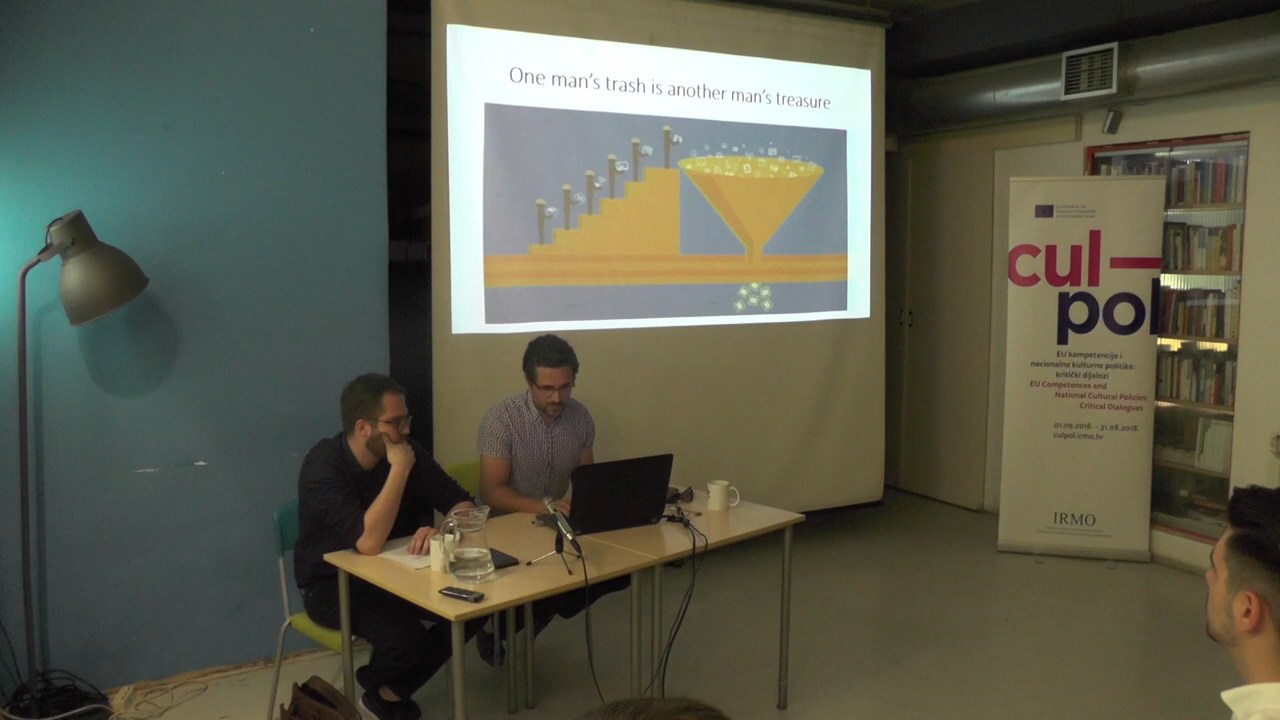 One man's trash is another man's treasure
cul—
pol
EU kompetencije i
nacionalne kulturne politike:
kritički dijalozi
EU Competences and
National Cultural Policies:
Critical Dialogues
01.09.2016. - 31.08.2018.
culpol.irmo.hr
IRMO